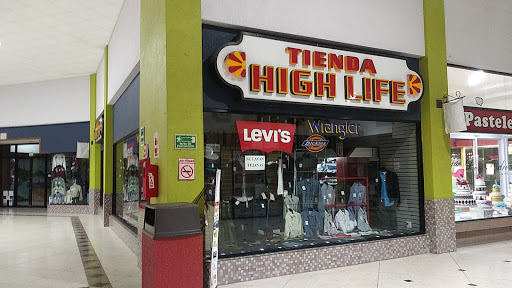 TIENDA
HIGH LIFE
LEVI'S
Wrangler
Dickies
Pastele